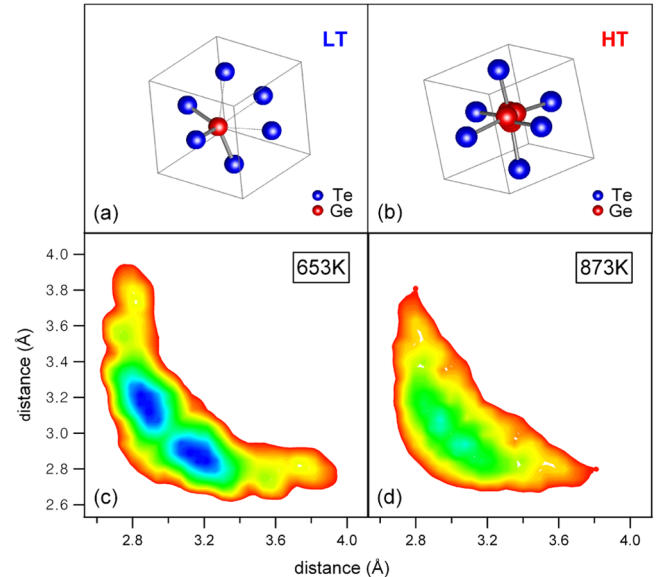 LT
Te
Ge
(a)
HT
Te
Ge
(b)
4.0
3.8
3.6
3.4
3.2
3.0
2.8
2.6
distance (Å)
653K
(c)
2.8
3.2
3.6
4.0
873K
(d)
2.8
3.2
3.6
4.0
distance (Å)